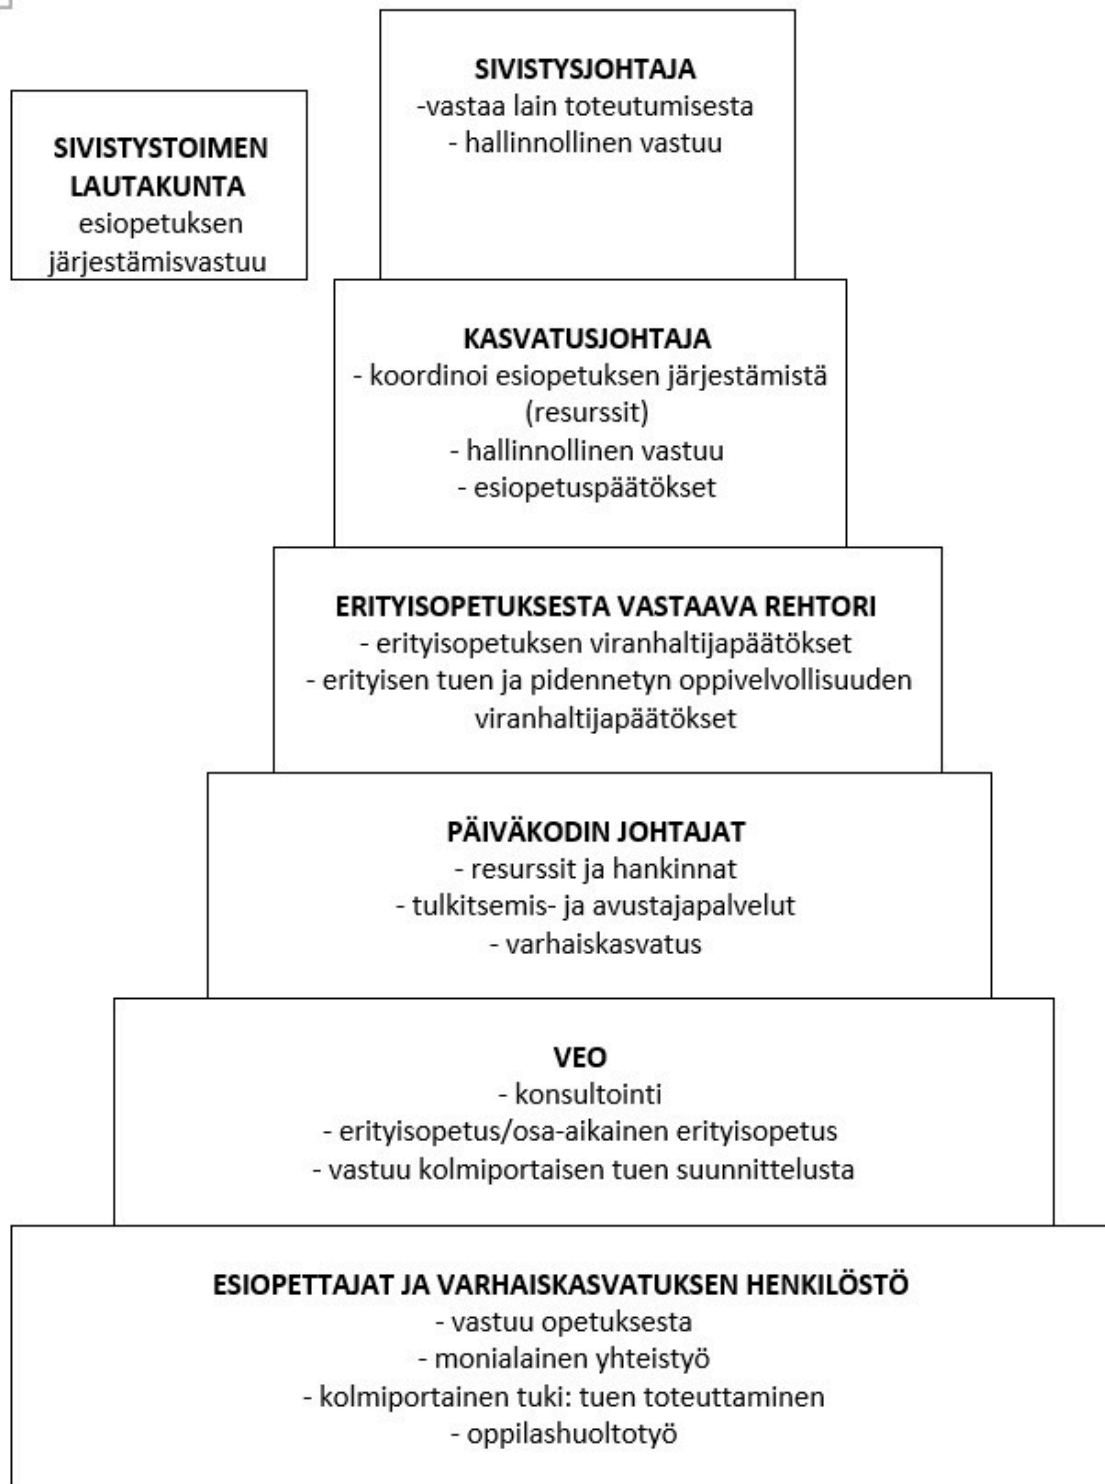 SIVISTYSJOHTAJA
-vastaa lain toteutumisesta
- hallinnollinen vastuu
SIVISTYSTOIMEN
LAUTAKUNTA
esiopetuksen
järjestämisvastuu
KASVATUSJOHTAJA
- koordinoi esiopetuksen järjestämistä
(resurssit)
- hallinnollinen vastuu
- esiopetuspäätökset
ERITYISOPETUKSESTA VASTAAVA REHTORI
- erityisopetuksen viranhaltijapäätökset
- erityisen tuen ja pidennetyn oppivelvollisuuden
viranhaltijapäätökset
PÄIVÄKODIN JOHTAJAT
- resurssit ja hankinnat
- tulkitsemis- ja avustajapalvelut
- varhaiskasvatus
VEO
- konsultointi
- erityisopetus/osa-aikainen erityisopetus
- vastuu kolmiportaisen tuen suunnittelusta
ESIOPETTAJAT JA VARHAISKASVATUKSEN HENKILÖSTÖ
- vastuu opetuksesta
- monialainen yhteistyö
- kolmiportainen tuki: tuen toteuttaminen
- oppilashuoltotyö